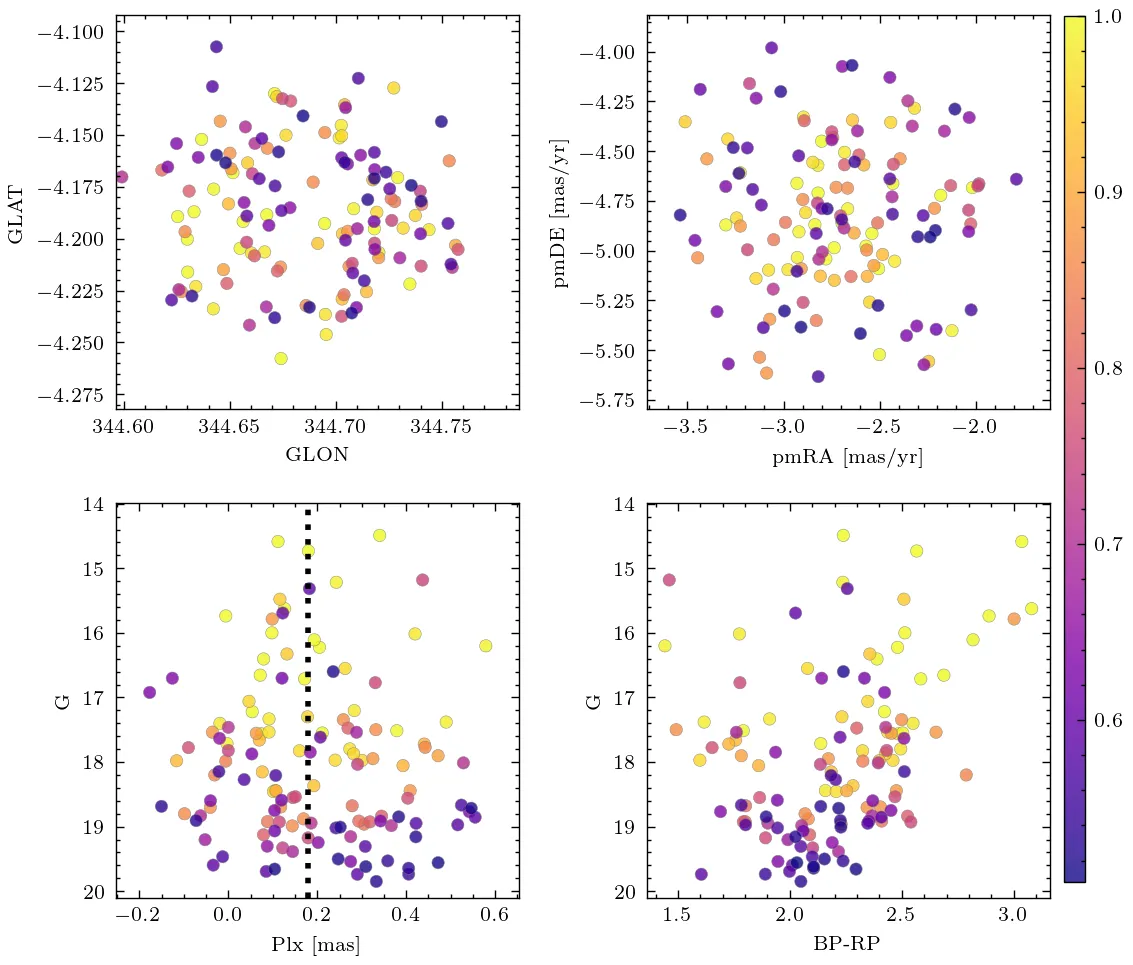 −4.100
−4.125
−4.150
−4.175
−4.200
−4.225
−4.250
−4.275
GLAT
344.60 344.65 344.70 344.75
GLON
−4.00
−4.25
−4.50
−4.75
−5.00
−5.25
−5.50
−5.75
pmDE [mas/yr]
−3.5 −3.0 −2.5 −2.0
pmRA [mas/yr]
1.0
0.9
0.8
0.7
0.6
14
15
16
17
18
19
20
G
−0.2 0.0 0.2 0.4 0.6
Plx [mas]
14
15
16
17
18
19
20
G
1.5 2.0 2.5 3.0
BP-RP